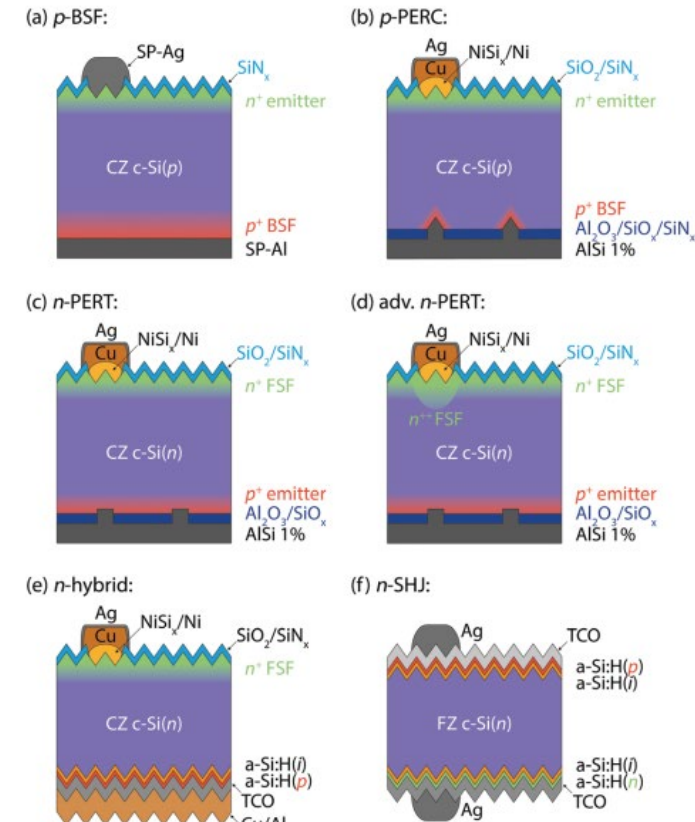 (a) p-BSF:
SP-Ag
SiNₓ
n⁺ emitter
CZ c-Si(p)
p⁺ BSF
SP-Al
(b) p-PERC:
Ag
NiSiₓ/Ni
Cu
SiO₂/SiNₓ
n⁺ emitter
CZ c-Si(p)
p⁺ BSF
Al₂O₃/SiOₓ/SiNₓ
AlSi 1%
(c) n-PERT:
Ag
NiSiₓ/Ni
Cu
SiO₂/SiNₓ
n⁺ FSF
CZ c-Si(n)
p⁺ emitter
Al₂O₃/SiOₓ
AlSi 1%
(d) adv. n-PERT:
Ag
NiSiₓ/Ni
Cu
SiO₂/SiNₓ
n⁺ FSF
n⁺⁺ FSF
CZ c-Si(n)
p⁺ emitter
Al₂O₃/SiOₓ
AlSi 1%
(e) n-hybrid:
Ag
NiSiₓ/Ni
Cu
SiO₂/SiNₓ
n⁺ FSF
CZ c-Si(n)
a-Si:H(i)
a-Si:H(p)
TCO
Cu/Al
(f) n-SHJ:
Ag
TCO
a-Si:H(p)
a-Si:H(i)
FZ c-Si(n)
a-Si:H(i)
a-Si:H(n)
TCO
Ag